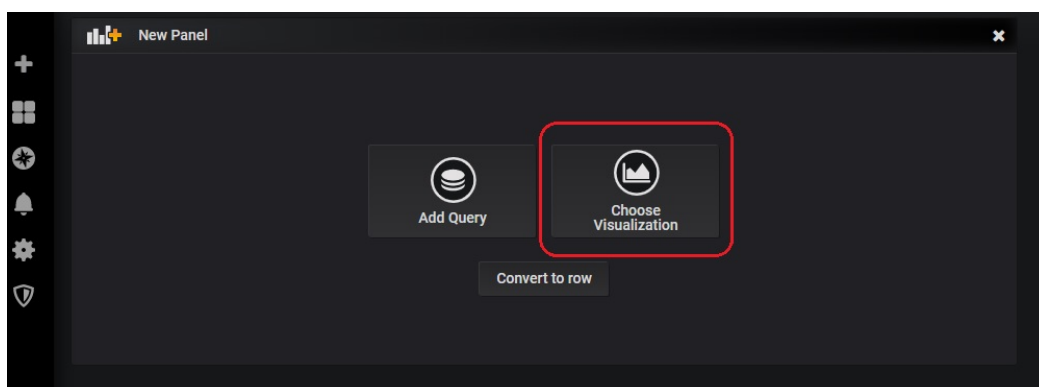 New Panel
Add Query
Choose
Visualization
Convert to row